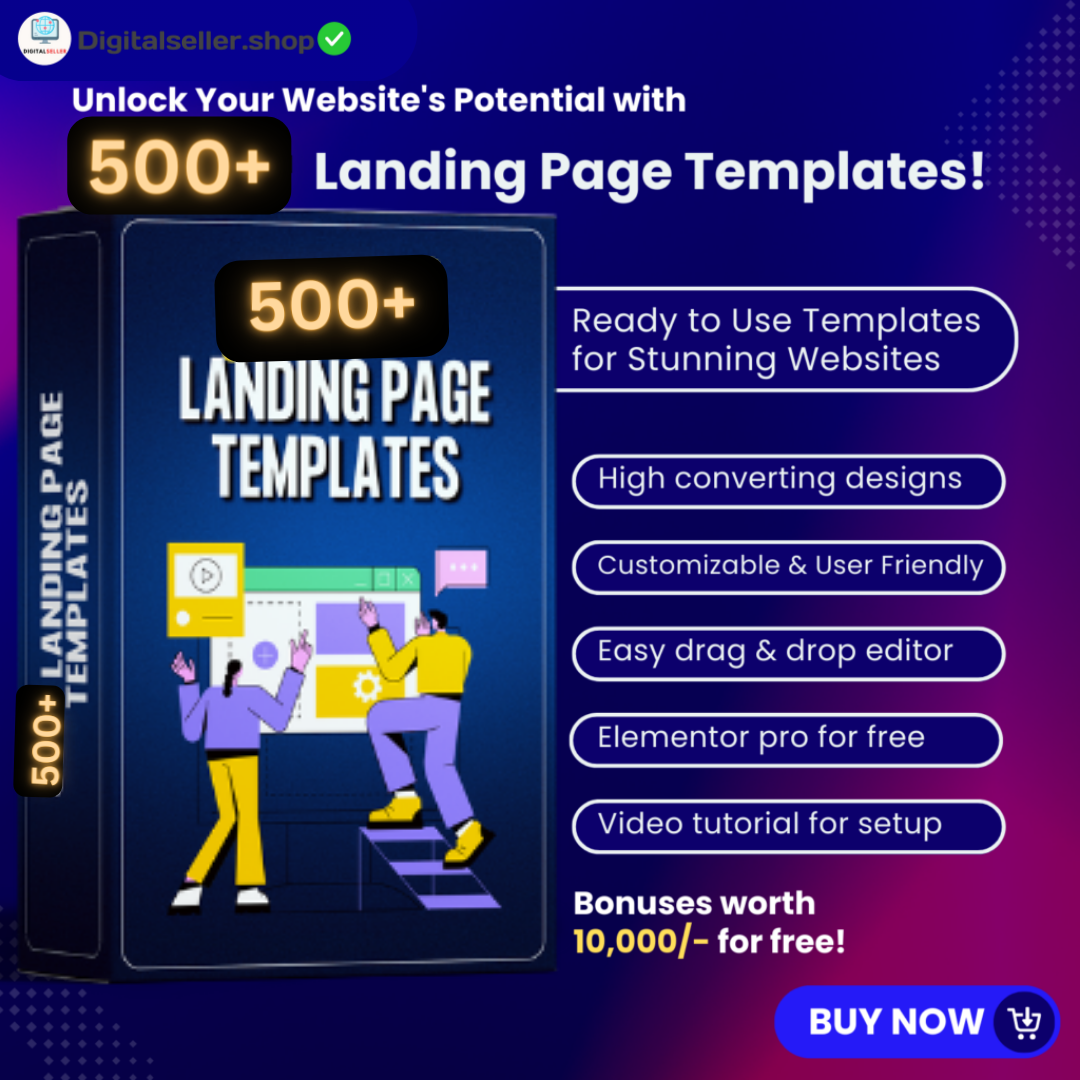 DIGITALSELLER
Digitalseller.shop
Unlock Your Website's Potential with
500+ Landing Page Templates!
500+
LANDING PAGE
TEMPLATES
500+ LANDING PAGE
TEMPLATES
Ready to Use Templates
for Stunning Websites
High converting designs
Customizable & User Friendly
Easy drag & drop editor
Elementor pro for free
Video tutorial for setup
Bonuses worth
10,000/- for free!
BUY NOW